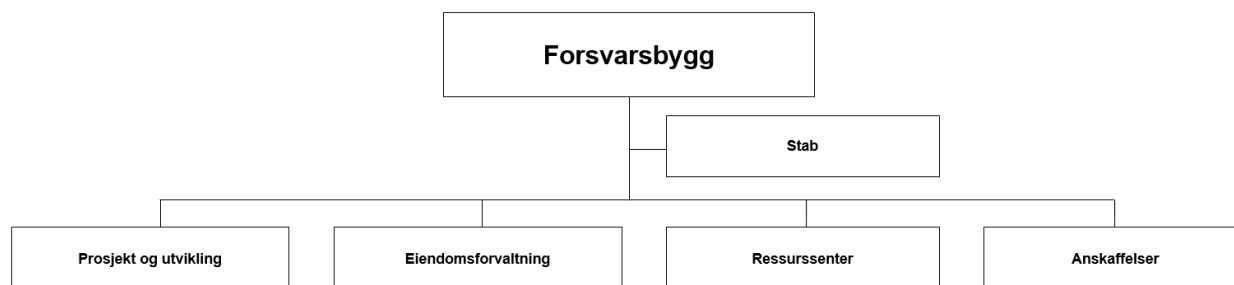 Forsvarsbygg
Stab
Prosjekt og utvikling
Eiendomsforvaltning
Ressurssenter
Anskaffelser